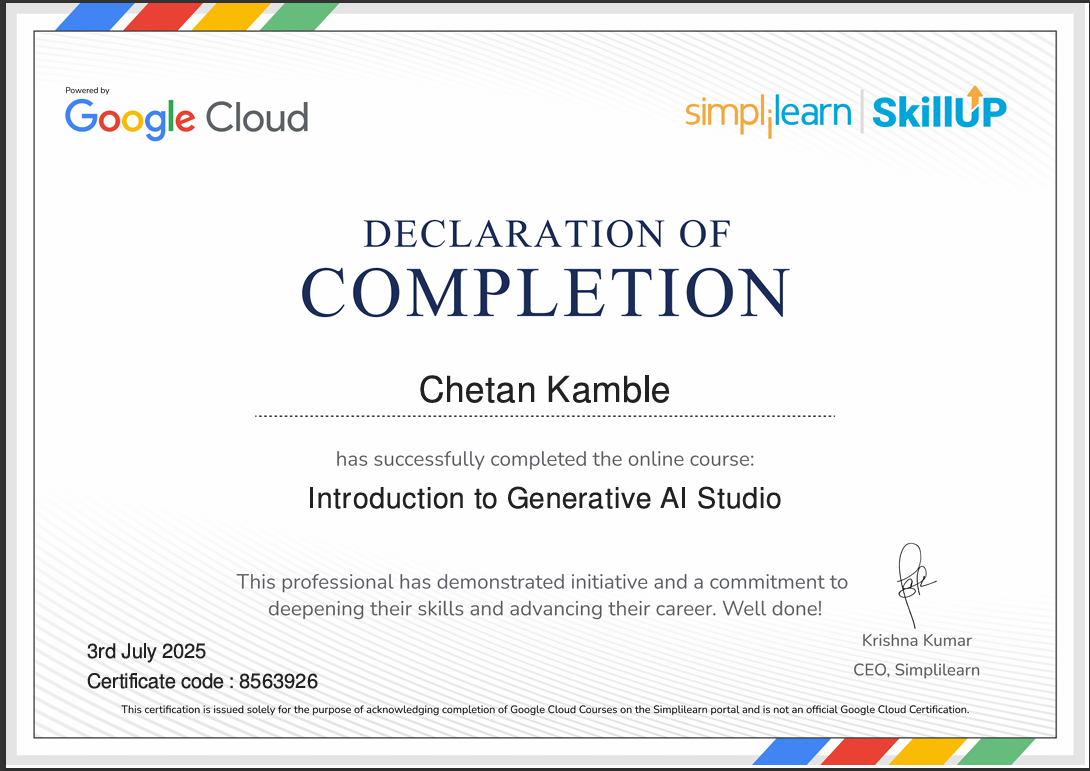 Powered by
Google Cloud
simplilearn | SkillUP
DECLARATION OF
COMPLETION
Chetan Kamble
has successfully completed the online course:
Introduction to Generative AI Studio
This professional has demonstrated initiative and a commitment to
deepening their skills and advancing their career. Well done!
Krishna Kumar
CEO, Simplilearn
3rd July 2025
Certificate code : 8563926
This certification is issued solely for the purpose of acknowledging completion of Google Cloud Courses on the Simplilearn portal and is not an official Google Cloud Certification.